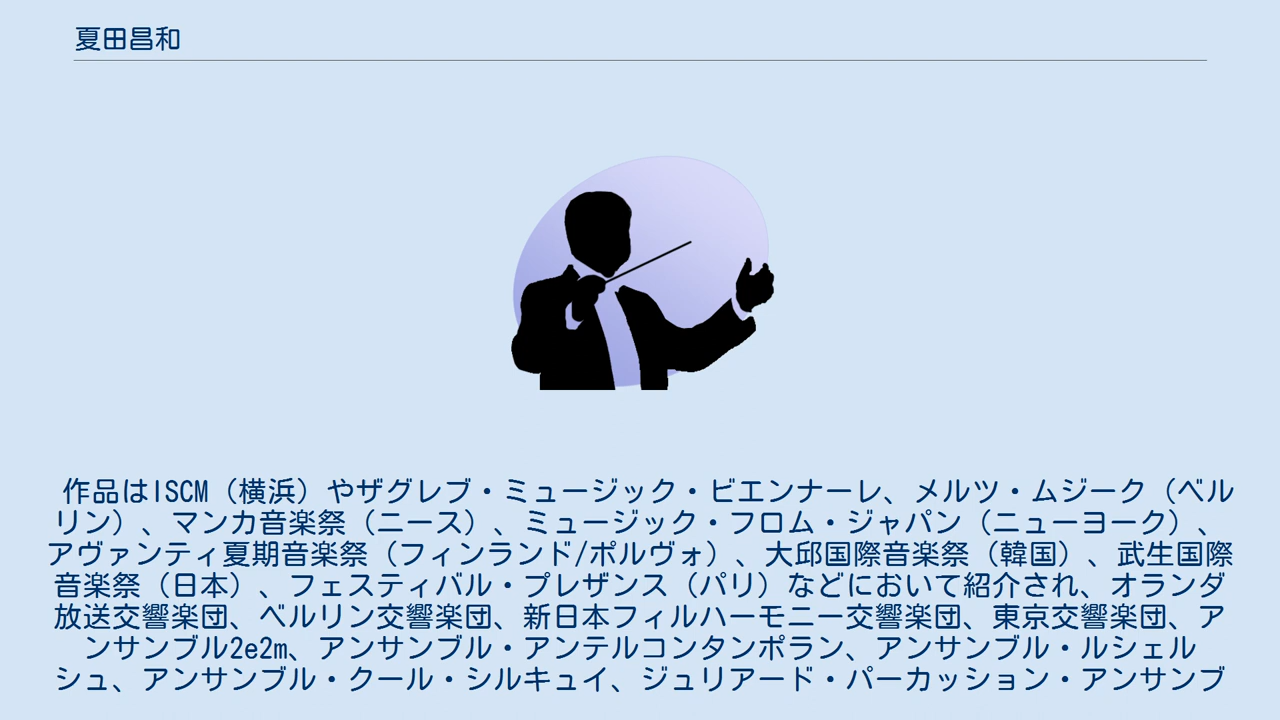 夏田昌和
作品はISCM（横浜）やザグレブ・ミュージック・ビエンナーレ、メルツ・ムジーク（ベル
リン）、マンカ音楽祭（ニース）、ミュージック・フロム・ジャパン（ニューヨーク）、
アヴァンティ夏期音楽祭（フィンランド/ポルヴォ）、大邱国際音楽祭（韓国）、武生国際
音楽祭（日本）、フェスティバル・プレザンス（パリ）などにおいて紹介され、オランダ
放送交響楽団、ベルリン交響楽団、新日本フィルハーモニー交響楽団、東京交響楽団、ア
ンサンブル2e2m、アンサンブル・アンテルコンタンポラン、アンサンブル・ルシェル
シュ、アンサンブル・クール・シルキュイ、ジュリアード・パーカッション・アンサンブ